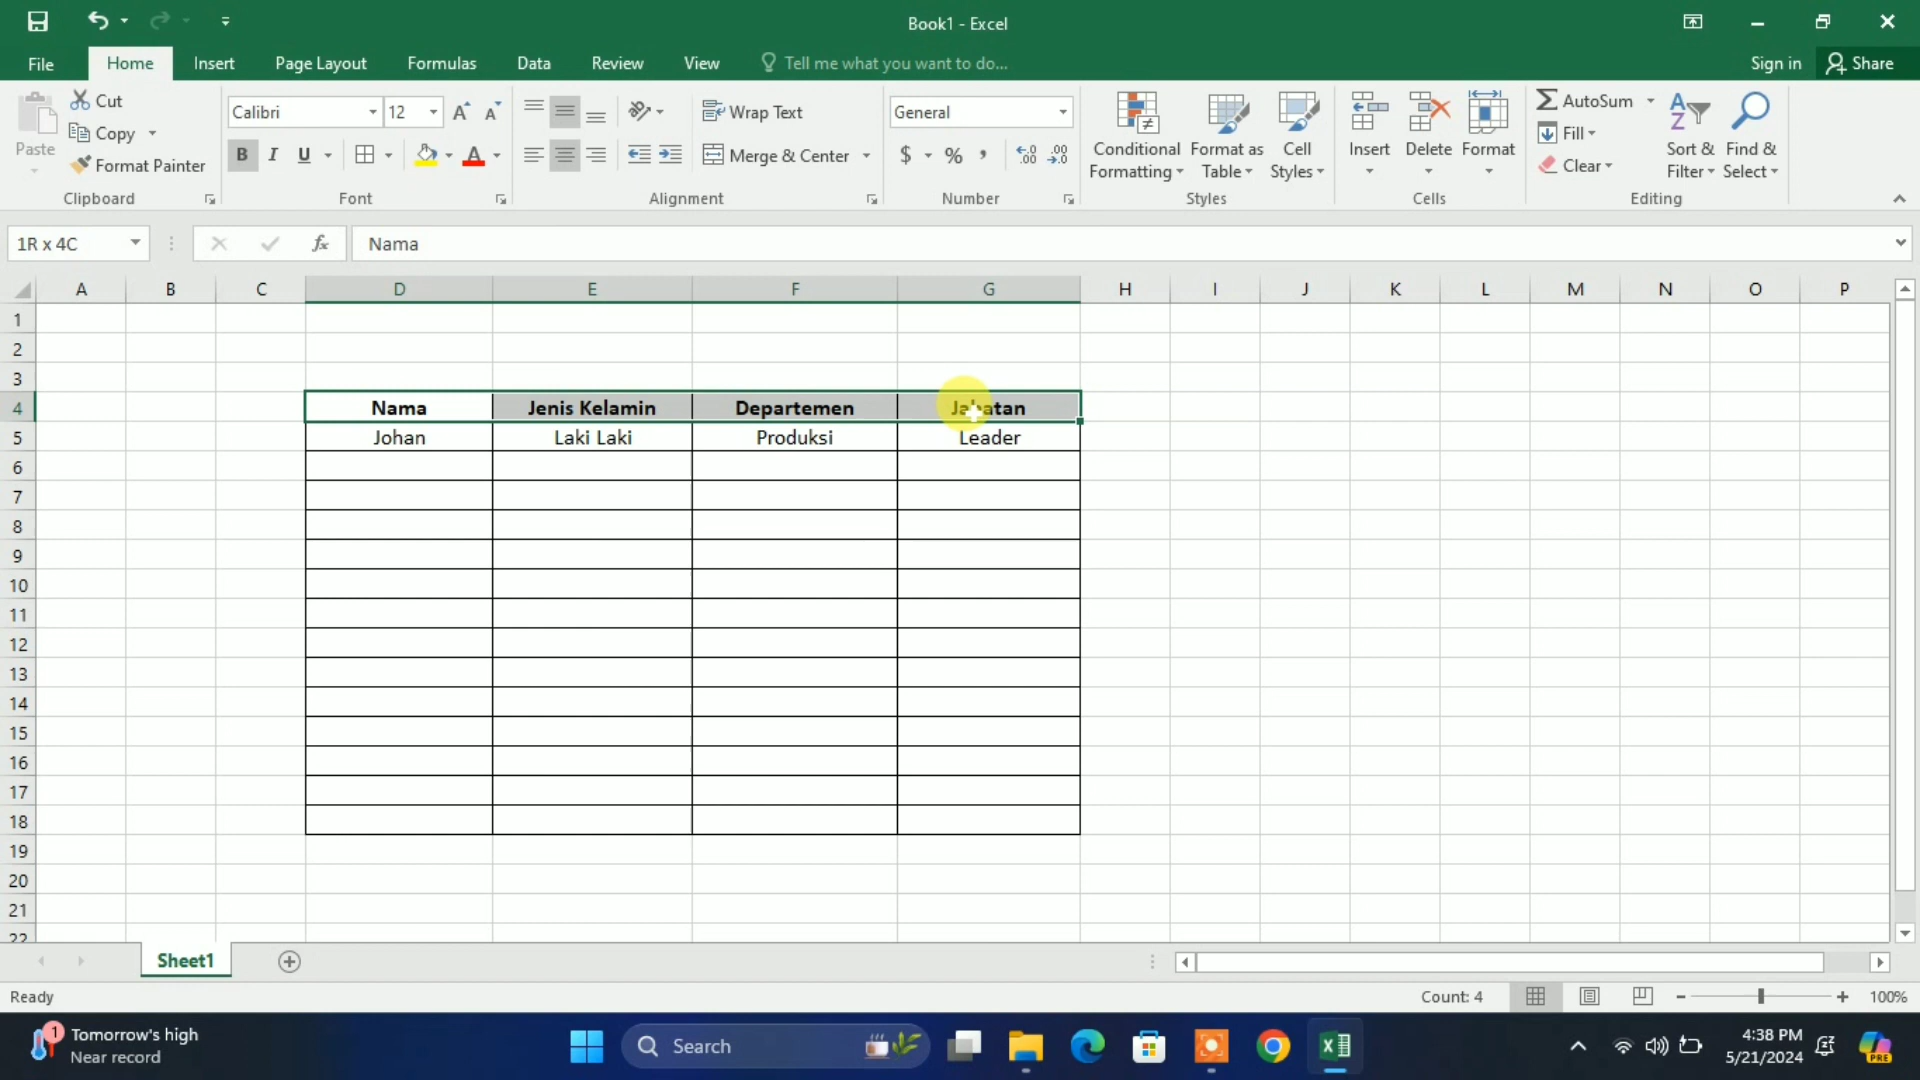 Book1 - Excel
File Home Insert Page Layout Formulas Data Review View Tell me what you want to do... Sign in Share
Paste
Cut
Copy
Format Painter
Clipboard
Calibri 12
B I U
Font
Wrap Text
Merge & Center
Alignment
General
$ % ,
Number
Conditional Formatting
Format as Table
Cell Styles
Styles
Insert Delete Format
Cells
AutoSum
Fill
Clear
Sort & Filter
Find & Select
Editing
1R x 4C fx Nama
A B C D E F G H I J K L M N O P
1
2
3
4 Nama Jenis Kelamin Departemen Jabatan
5 Johan Laki Laki Produksi Leader
6
7
8
9
10
11
12
13
14
15
16
17
18
19
20
21
22
Sheet1
Ready Count: 4 100%
1 Tomorrow's high
Near record
Search
4:38 PM
5/21/2024
PRE